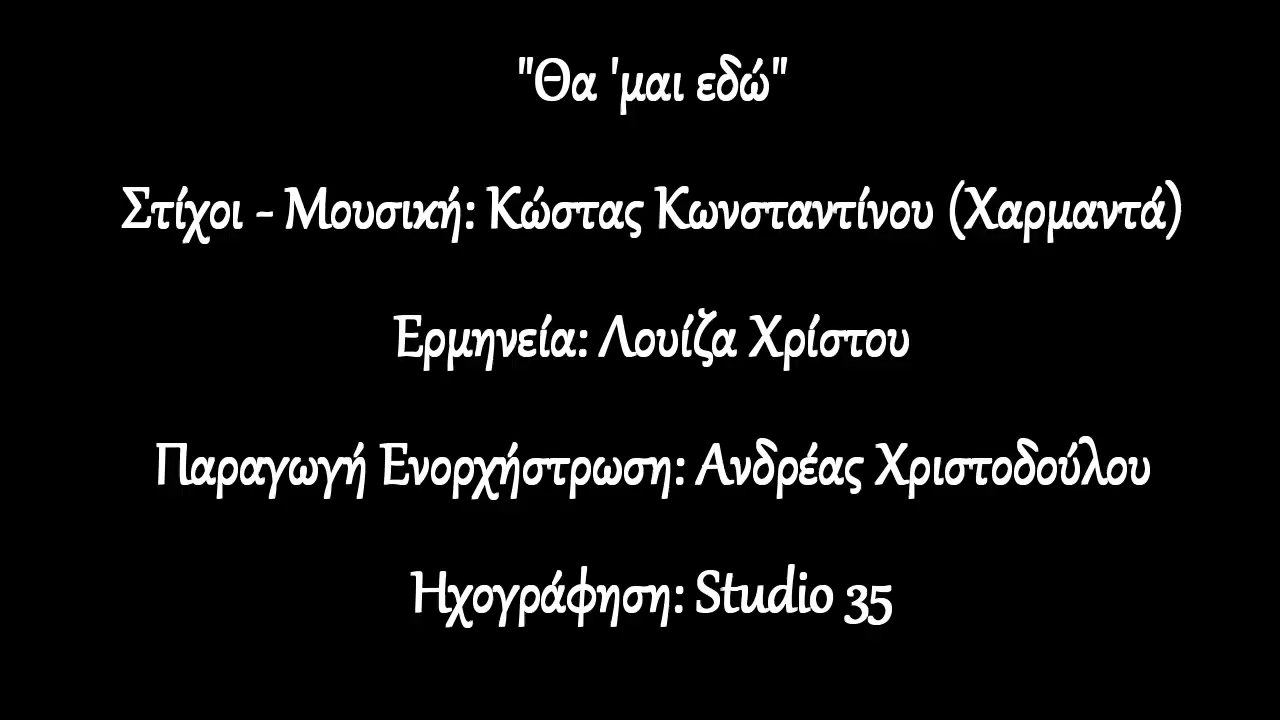 "Θα 'μαι εδώ"
Στίχοι - Μουσική: Κώστας Κωνσταντίνου (Χαρμαντά)
Ερμηνεία: Λουίζα Χρίστου
Παραγωγή Ενορχήστρωση: Ανδρέας Χριστοδούλου
Ηχογράφηση: Studio 35